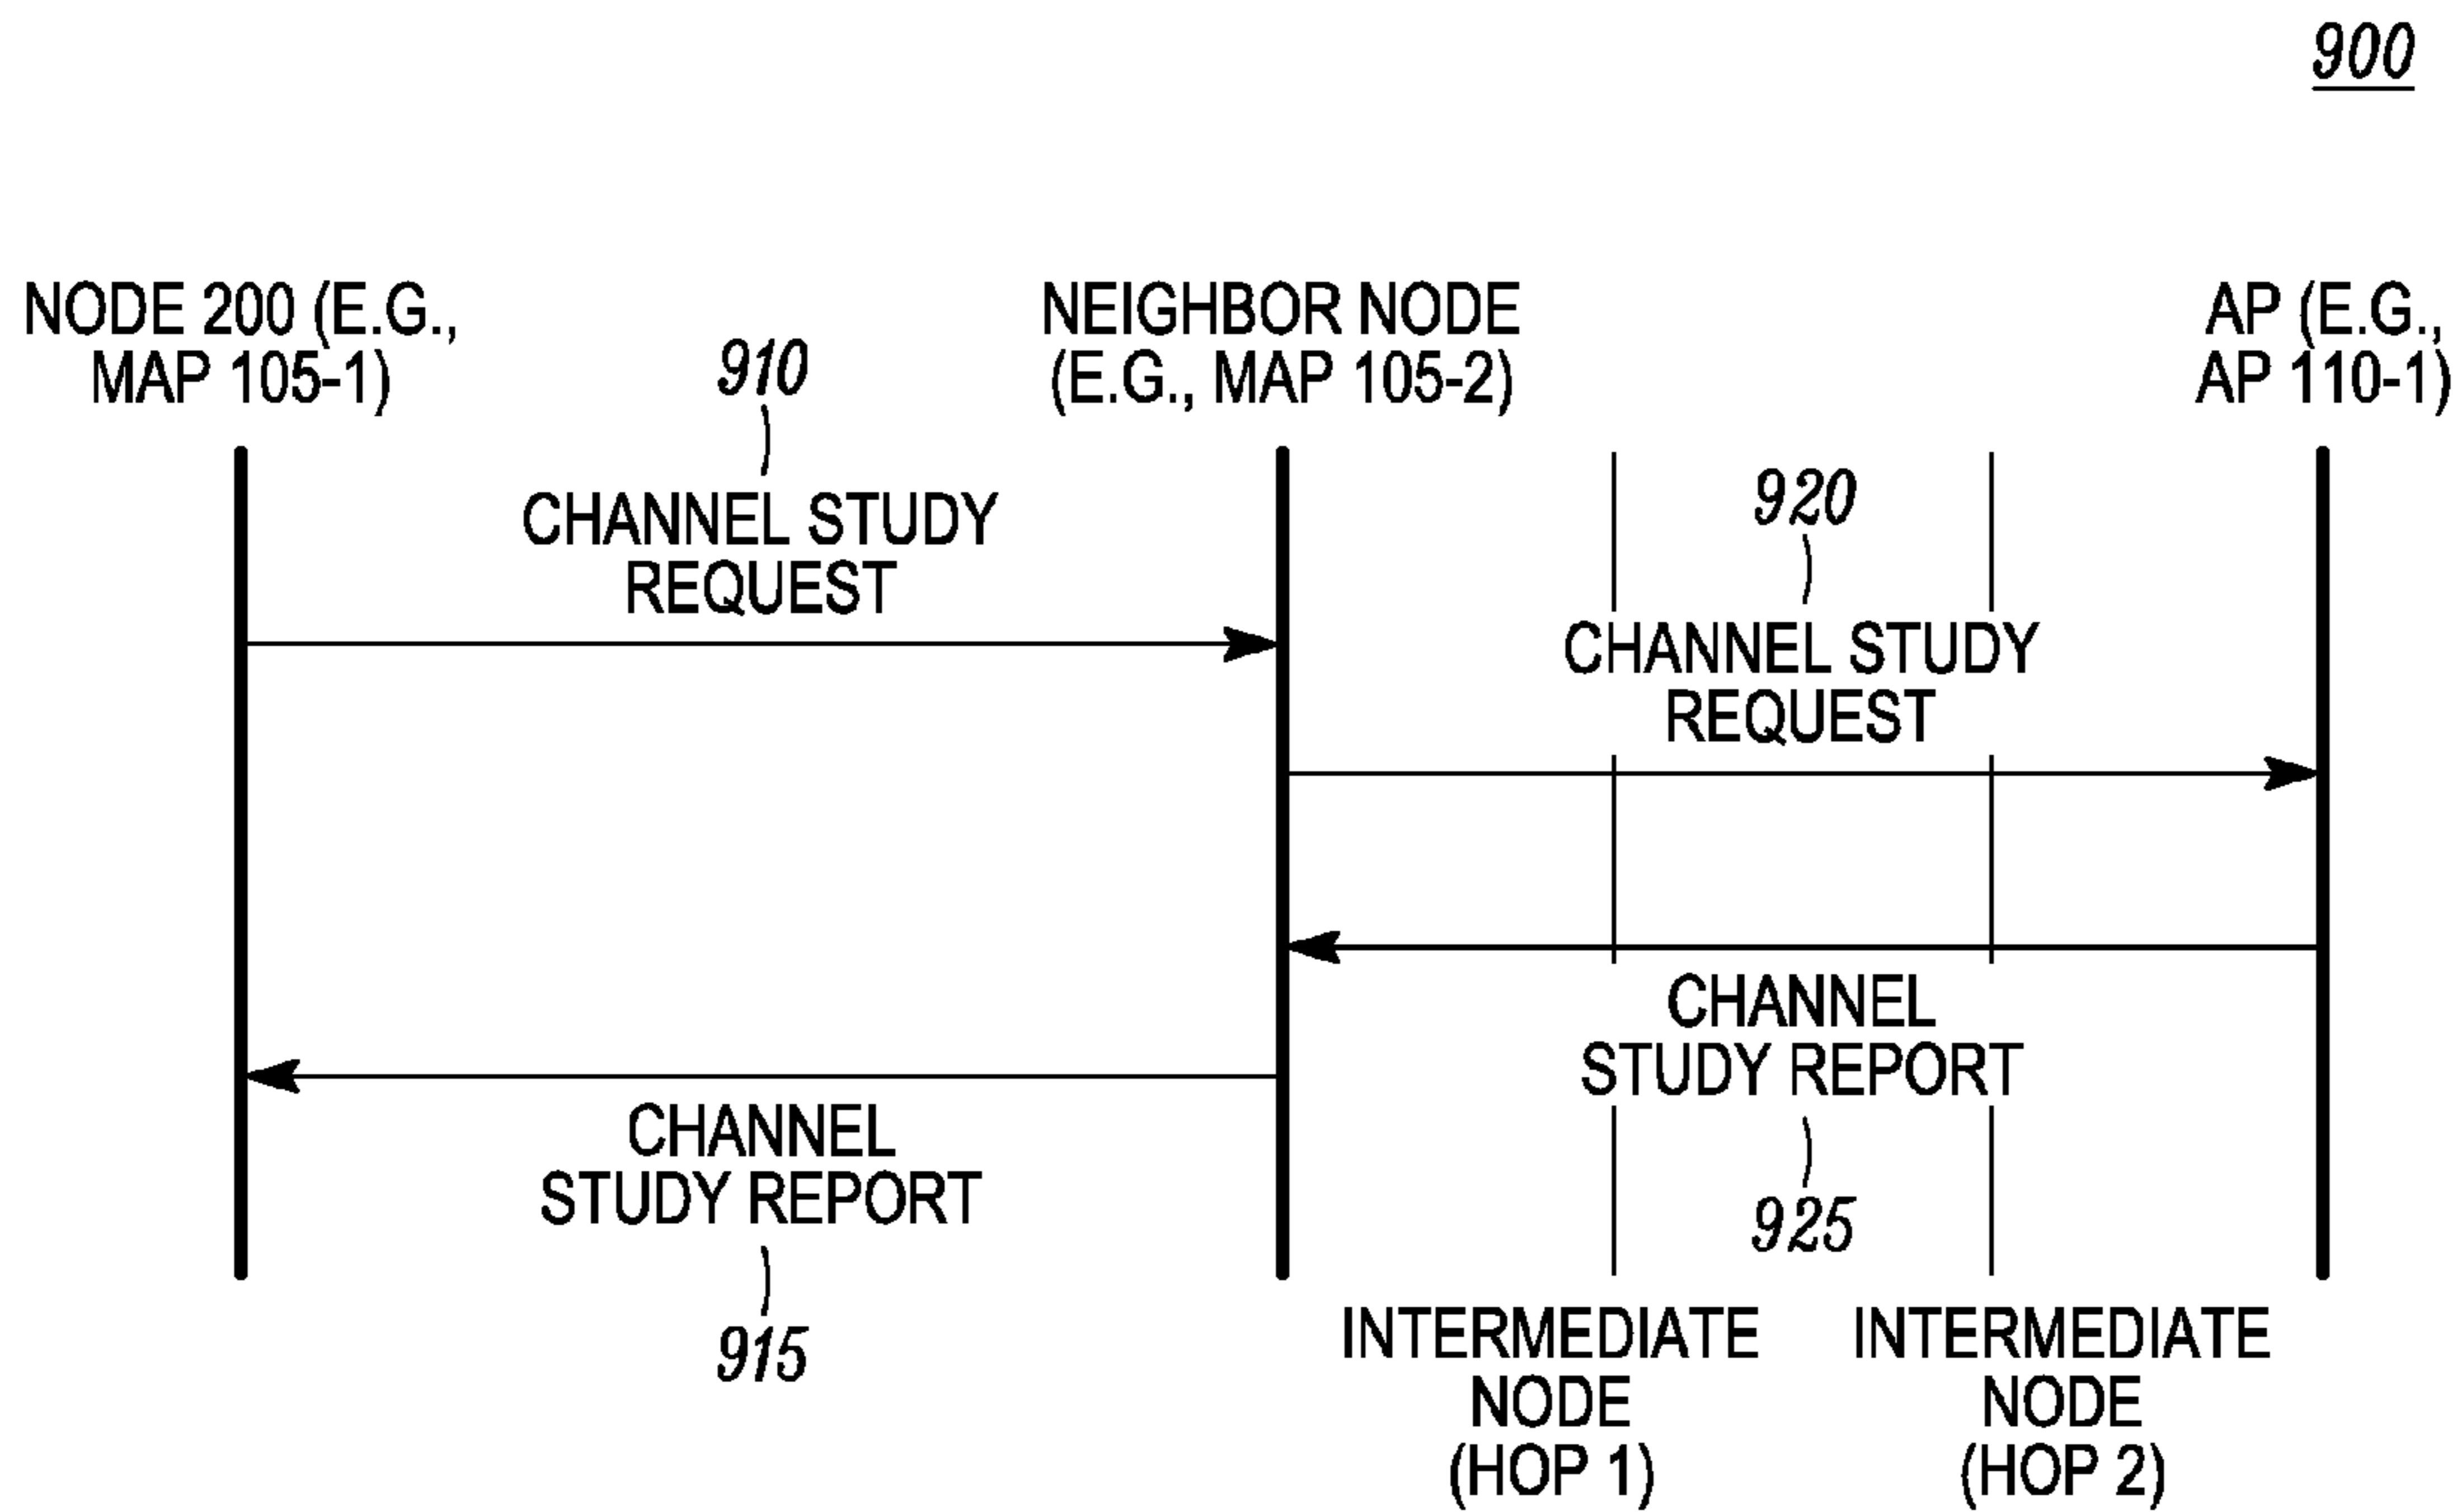 900
NODE 200 (E.G.,
MAP 105-1)
910
NEIGHBOR NODE
(E.G., MAP 105-2)
AP (E.G.,
AP 110-1)
CHANNEL STUDY
REQUEST
920
CHANNEL STUDY
REQUEST
CHANNEL
STUDY REPORT
925
CHANNEL
STUDY REPORT
915
INTERMEDIATE
NODE
(HOP 1)
INTERMEDIATE
NODE
(HOP 2)